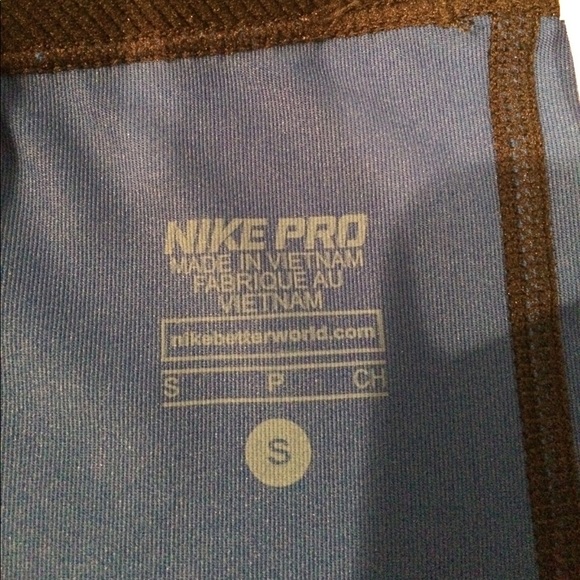 NIKE PRO
MADE IN VIETNAM
FABRIQUE AU
VIETNAM
nikebetterworld.com
S P CH
S